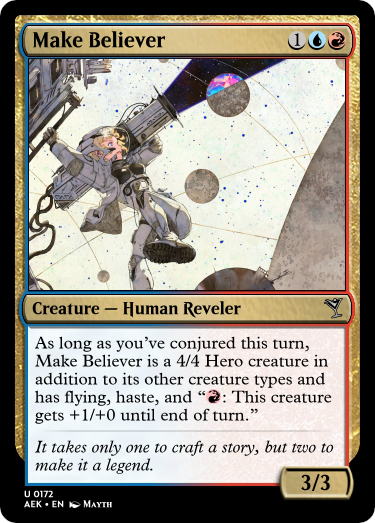 Make Believer 1
Creature — Human Reveler
As long as you've conjured this turn,
Make Believer is a 4/4 Hero creature in
addition to its other creature types and
has flying, haste, and “: This creature
gets +1/+0 until end of turn.”
It takes only one to craft a story, but two to
make it a legend.
3/3
U 0172
AEK • EN Mayth